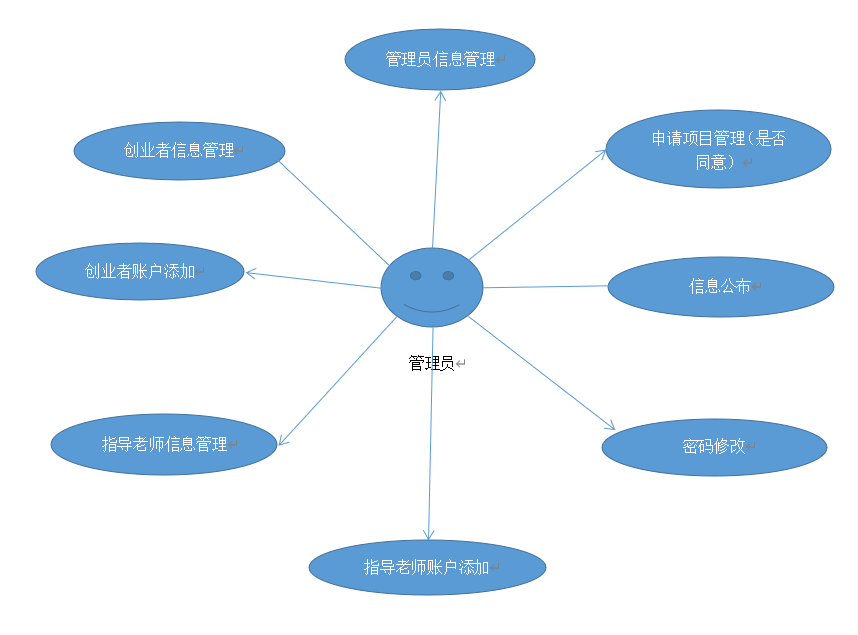 管理员信息管理
创业者信息管理
申请项目管理（是否
同意）
创业者账户添加
信息公布
管理员
指导老师信息管理
密码修改
指导老师账户添加